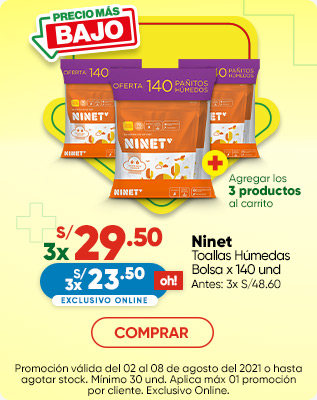 PRECIO MÁS
BAJO
OFERTA 140
OFERTA 140 PAÑITOS
HÚMEDOS
NINET
NINET
NINET
+
Agregar los
3 productos
al carrito
3x S/29.50
S/
3x 23.50 oh!
EXCLUSIVO ONLINE
Ninet
Toallas Húmedas
Bolsa x 140 und
Antes: 3x S/48.60
COMPRAR
Promoción válida del 02 al 08 de agosto del 2021 o hasta
agotar stock. Mínimo 30 und. Aplica máx 01 promoción
por cliente. Exclusivo Online.